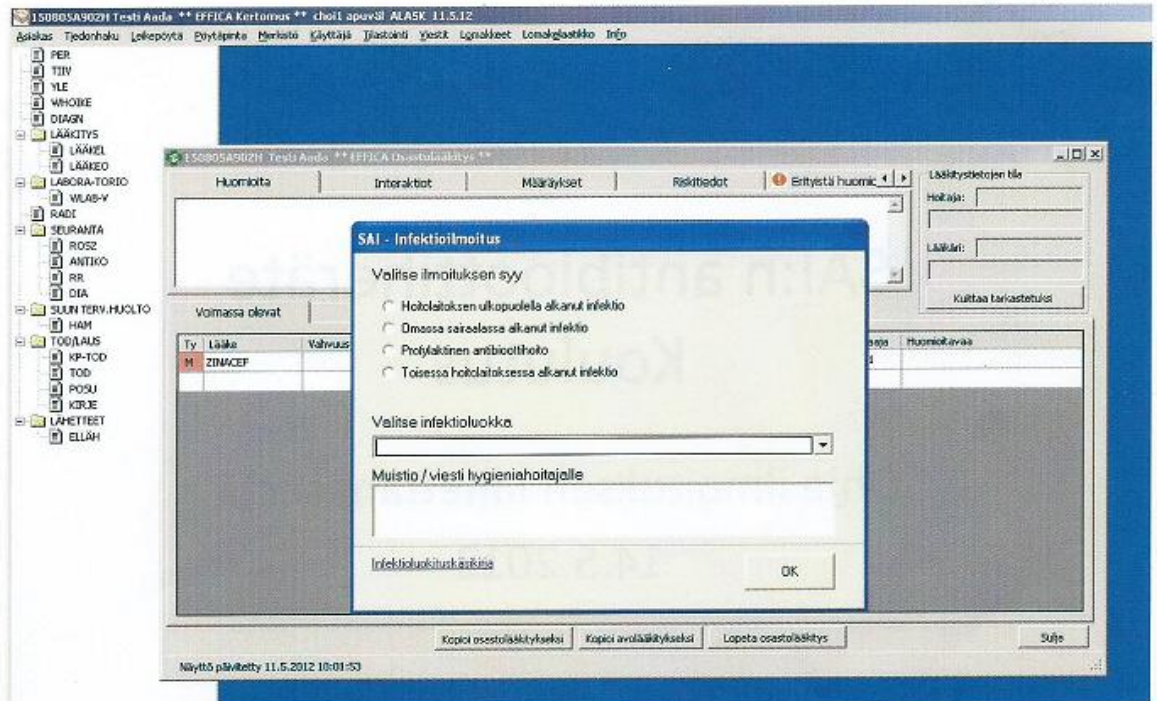 150805A902H Testi Aada ** EFFICA Kertomus ** choi1 apuväl ALASK 11.5.12
Asiakas Tiedonhaku Leikepöytä Pöytäpinta Merkintö Käyttäjä Tilastointi Viestit Lomakkeet Lomakelaatikko Info
PER
TIIV
YLE
WHOIKE
DIAGN
LÄÄKITYS
LÄÄKEL
LÄÄKEO
LABORA-TORIO
WLAB-V
RADI
SEURANTA
ROS2
ANTIKO
RR
DIA
SUUN TERV.HUOLTO
HAM
TOD/LAUS
KP-TOD
TOD
POSU
KIRJE
LÄHETTEET
ELLÄH
150805A902H Testi Aada ** EFFICA Osastolääkitys **
Huomioita Interaktiot Määräykset Riskitiedot Erityistä huomio
Lääkitystietojen tila
Hoitaja:
Lääkäri:
Kuittaa tarkastetuksi
Voimassa olevat
Ty Lääke Vahvuus Huomioitavaa
M ZINACEF
SAI - Infektioilmoitus
Valitse ilmoituksen syy
Hoitolaitoksen ulkopuolella alkanut infektio
Omassa sairaalassa alkanut infektio
Profylaktinen antibioottihoito
Toisessa hoitolaitoksessa alkanut infektio
Valitse infektioluokka
Muistio / viesti hygieniahoitajalle
Infektioluokituskäsikirja
OK
Kopioi osastolääkitykseksi Kopioi avolääkitykseksi Lopeta osastolääkitys Sulje
Näyttö päivitetty 11.5.2012 10:01:53